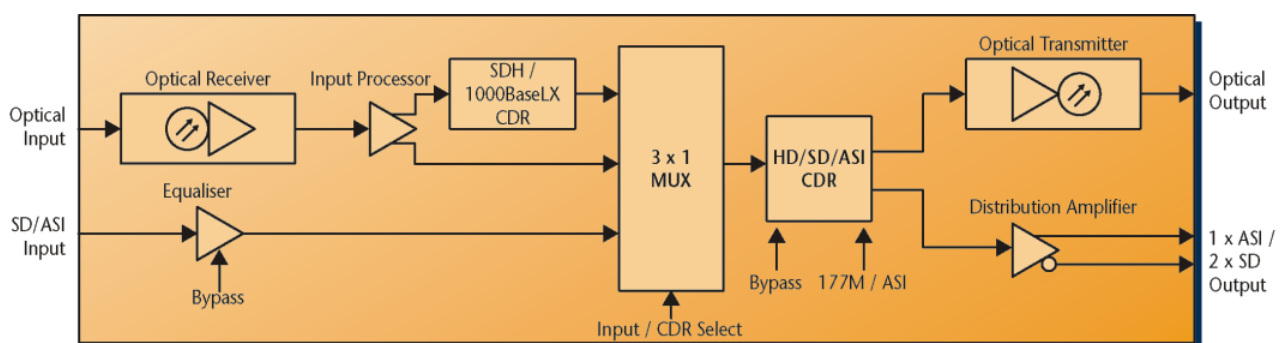 Optical Transmitter
Optical Receiver
Input Processor
SDH /
1000BaseLX
CDR
Optical
Input
Optical
Output
3 x 1
MUX
HD/SD/ASI
CDR
Equaliser
Distribution Amplifier
SD/ASI
Input
1 x ASI /
2 x SD
Output
Bypass
Bypass
177M / ASI
Input / CDR Select